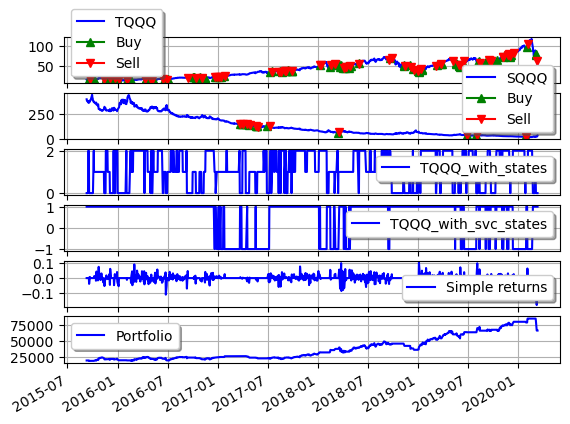 TQQQ
Buy
Sell
100
50
SQQQ
Buy
Sell
250
0
2
0
TQQQ_with_states
1
0
−1
TQQQ_with_svc_states
0.1
0.0
−0.1
Simple returns
75000
50000
25000
Portfolio
2015-07
2016-01
2016-07
2017-01
2017-07
2018-01
2018-07
2019-01
2019-07
2020-01